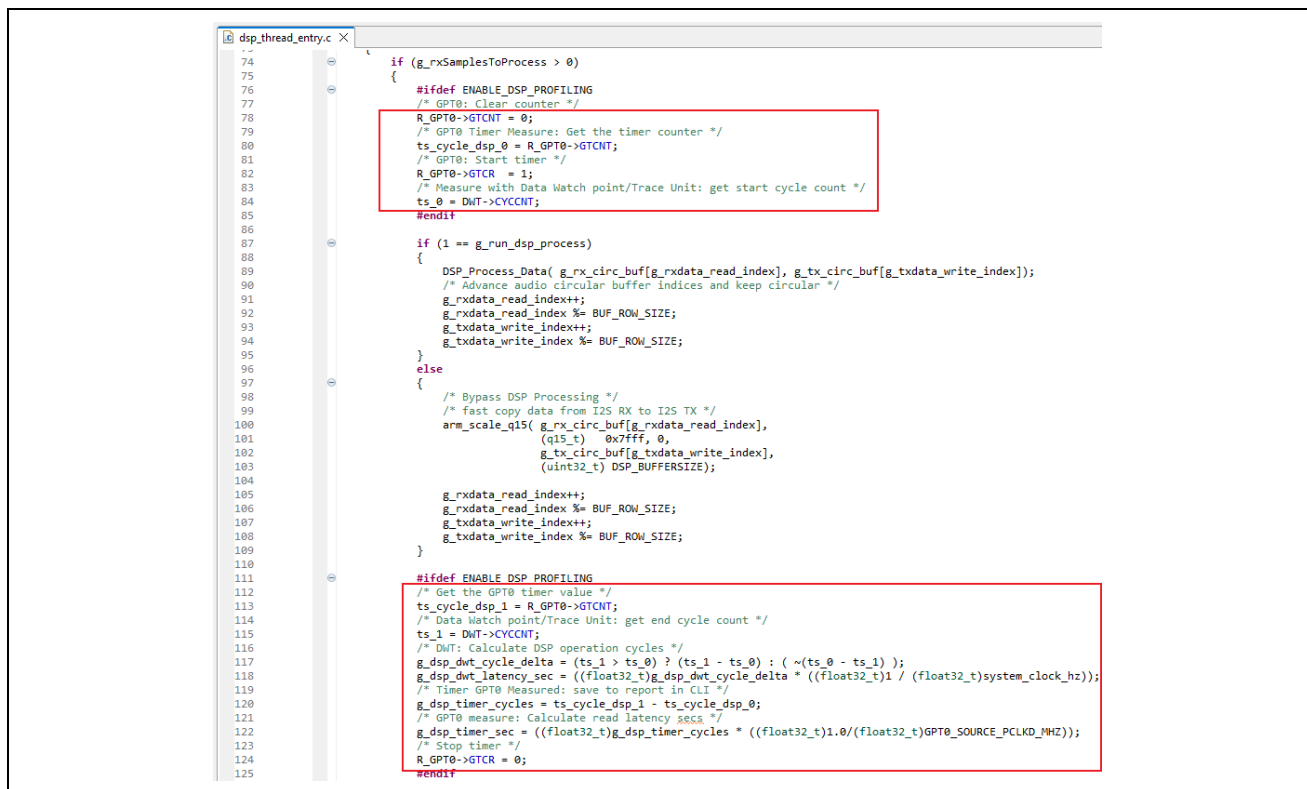 dsp_thread_entry.c
74 if (g_rxSamplesToProcess > 0)
75 {
76 #ifdef ENABLE_DSP_PROFILING
77 /* GPT0: Clear counter */
78 R_GPT0->GTCNT = 0;
79 /* GPT0 Timer Measure: Get the timer counter */
80 ts_cycle_dsp_0 = R_GPT0->GTCNT;
81 /* GPT0: Start timer */
82 R_GPT0->GTCR  = 1;
83 /* Measure with Data Watch point/Trace Unit: get start cycle count */
84 ts_0 = DWT->CYCCNT;
85 #endif
86
87 if (1 == g_run_dsp_process)
88 {
89 DSP_Process_Data( g_rx_circ_buf[g_rxdata_read_index], g_tx_circ_buf[g_txdata_write_index]);
90 /* Advance audio circular buffer indices and keep circular */
91 g_rxdata_read_index++;
92 g_rxdata_read_index %= BUF_ROW_SIZE;
93 g_txdata_write_index++;
94 g_txdata_write_index %= BUF_ROW_SIZE;
95 }
96 else
97 {
98 /* Bypass DSP Processing */
99 /* fast copy data from I2S RX to I2S TX */
100 arm_scale_q15( g_rx_circ_buf[g_rxdata_read_index],
101 (q15_t)   0x7fff, 0,
102 g_tx_circ_buf[g_txdata_write_index],
103 (uint32_t) DSP_BUFFERSIZE);
104
105 g_rxdata_read_index++;
106 g_rxdata_read_index %= BUF_ROW_SIZE;
107 g_txdata_write_index++;
108 g_txdata_write_index %= BUF_ROW_SIZE;
109 }
110
111 #ifdef ENABLE_DSP_PROFILING
112 /* Get the GPT0 timer value */
113 ts_cycle_dsp_1 = R_GPT0->GTCNT;
114 /* Data Watch point/Trace Unit: get end cycle count */
115 ts_1 = DWT->CYCCNT;
116 /* DWT: Calculate DSP operation cycles */
117 g_dsp_dwt_cycle_delta = (ts_1 > ts_0) ? (ts_1 - ts_0) : ( ~(ts_0 - ts_1) );
118 g_dsp_dwt_latency_sec = ((float32_t)g_dsp_dwt_cycle_delta * ((float32_t)1 / (float32_t)system_clock_hz));
119 /* Timer GPT0 Measured: save to report in CLI */
120 g_dsp_timer_cycles = ts_cycle_dsp_1 - ts_cycle_dsp_0;
121 /* GPT0 measure: Calculate read latency secs */
122 g_dsp_timer_sec = ((float32_t)g_dsp_timer_cycles * ((float32_t)1.0/(float32_t)GPT0_SOURCE_PCLKD_MHZ));
123 /* Stop timer */
124 R_GPT0->GTCR = 0;
125 #endif